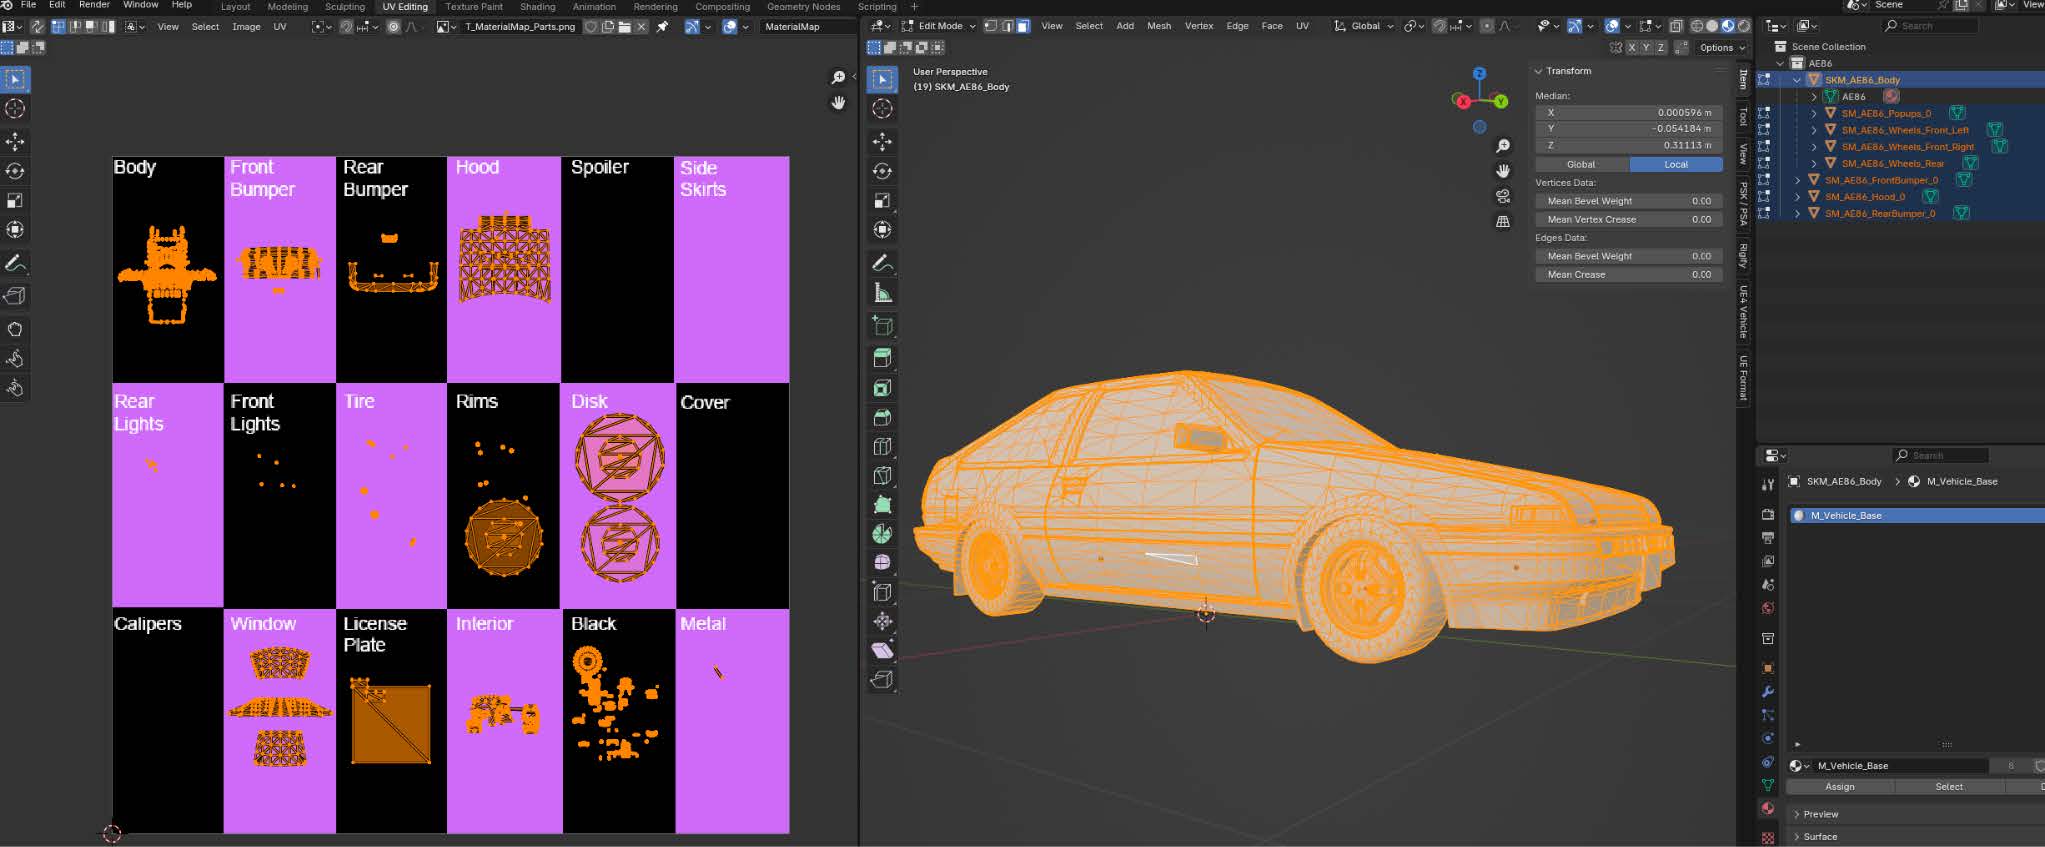 File Edit Render Window Help
Layout Modeling Sculpting UV Editing Texture Paint Shading Animation Rendering Compositing Geometry Nodes Scripting +
Scene
View
View Select Image UV
T_MaterialMap_Parts.png
MaterialMap
Edit Mode
View Select Add Mesh Vertex Edge Face UV
Global
X Y Z
Options
Search
Body
Front
Bumper
Rear
Bumper
Hood
Spoiler
Side
Skirts
Rear
Lights
Front
Lights
Tire
Rims
Disk
Cover
Calipers
Window
License
Plate
Interior
Black
Metal
User Perspective
(19) SKM_AE86_Body
Z
X
Y
Transform
Median:
X 0.000596 m
Y -0.054184 m
Z 0.31113 m
Global Local
Vertices Data:
Mean Bevel Weight 0.00
Mean Vertex Crease 0.00
Edges Data:
Mean Bevel Weight 0.00
Mean Crease 0.00
Item
Tool
View
PSK / PSA
Rigify
UE4 Vehicle
UE Format
Scene Collection
AE86
SKM_AE86_Body
AE86
SM_AE86_Popups_0
SM_AE86_Wheels_Front_Left
SM_AE86_Wheels_Front_Right
SM_AE86_Wheels_Rear
SM_AE86_FrontBumper_0
SM_AE86_Hood_0
SM_AE86_RearBumper_0
Search
SKM_AE86_Body > M_Vehicle_Base
M_Vehicle_Base
M_Vehicle_Base 8
Assign Select D
Preview
Surface